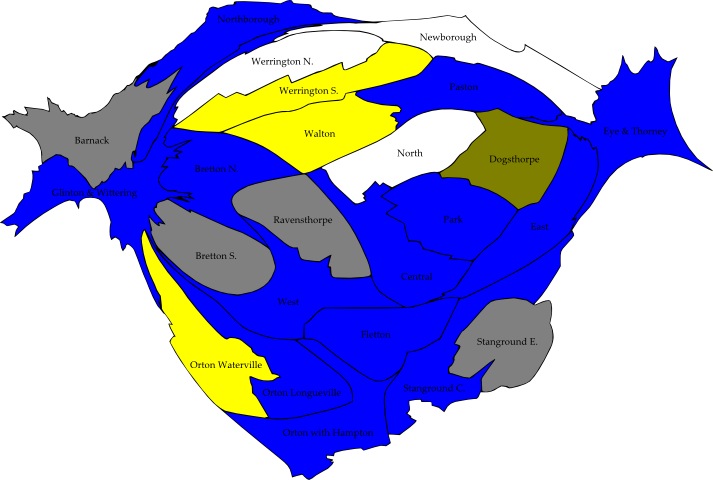 Northborough
Newborough
Werrington N.
Paston
Werrington S.
Walton
Eye & Thorney
Barnack
North
Dogsthorpe
Bretton N.
Glinton & Wittering
Ravensthorpe
Park
East
Bretton S.
Central
West
Fletton
Stanground E.
Orton Waterville
Orton Longueville
Stanground C.
Orton with Hampton